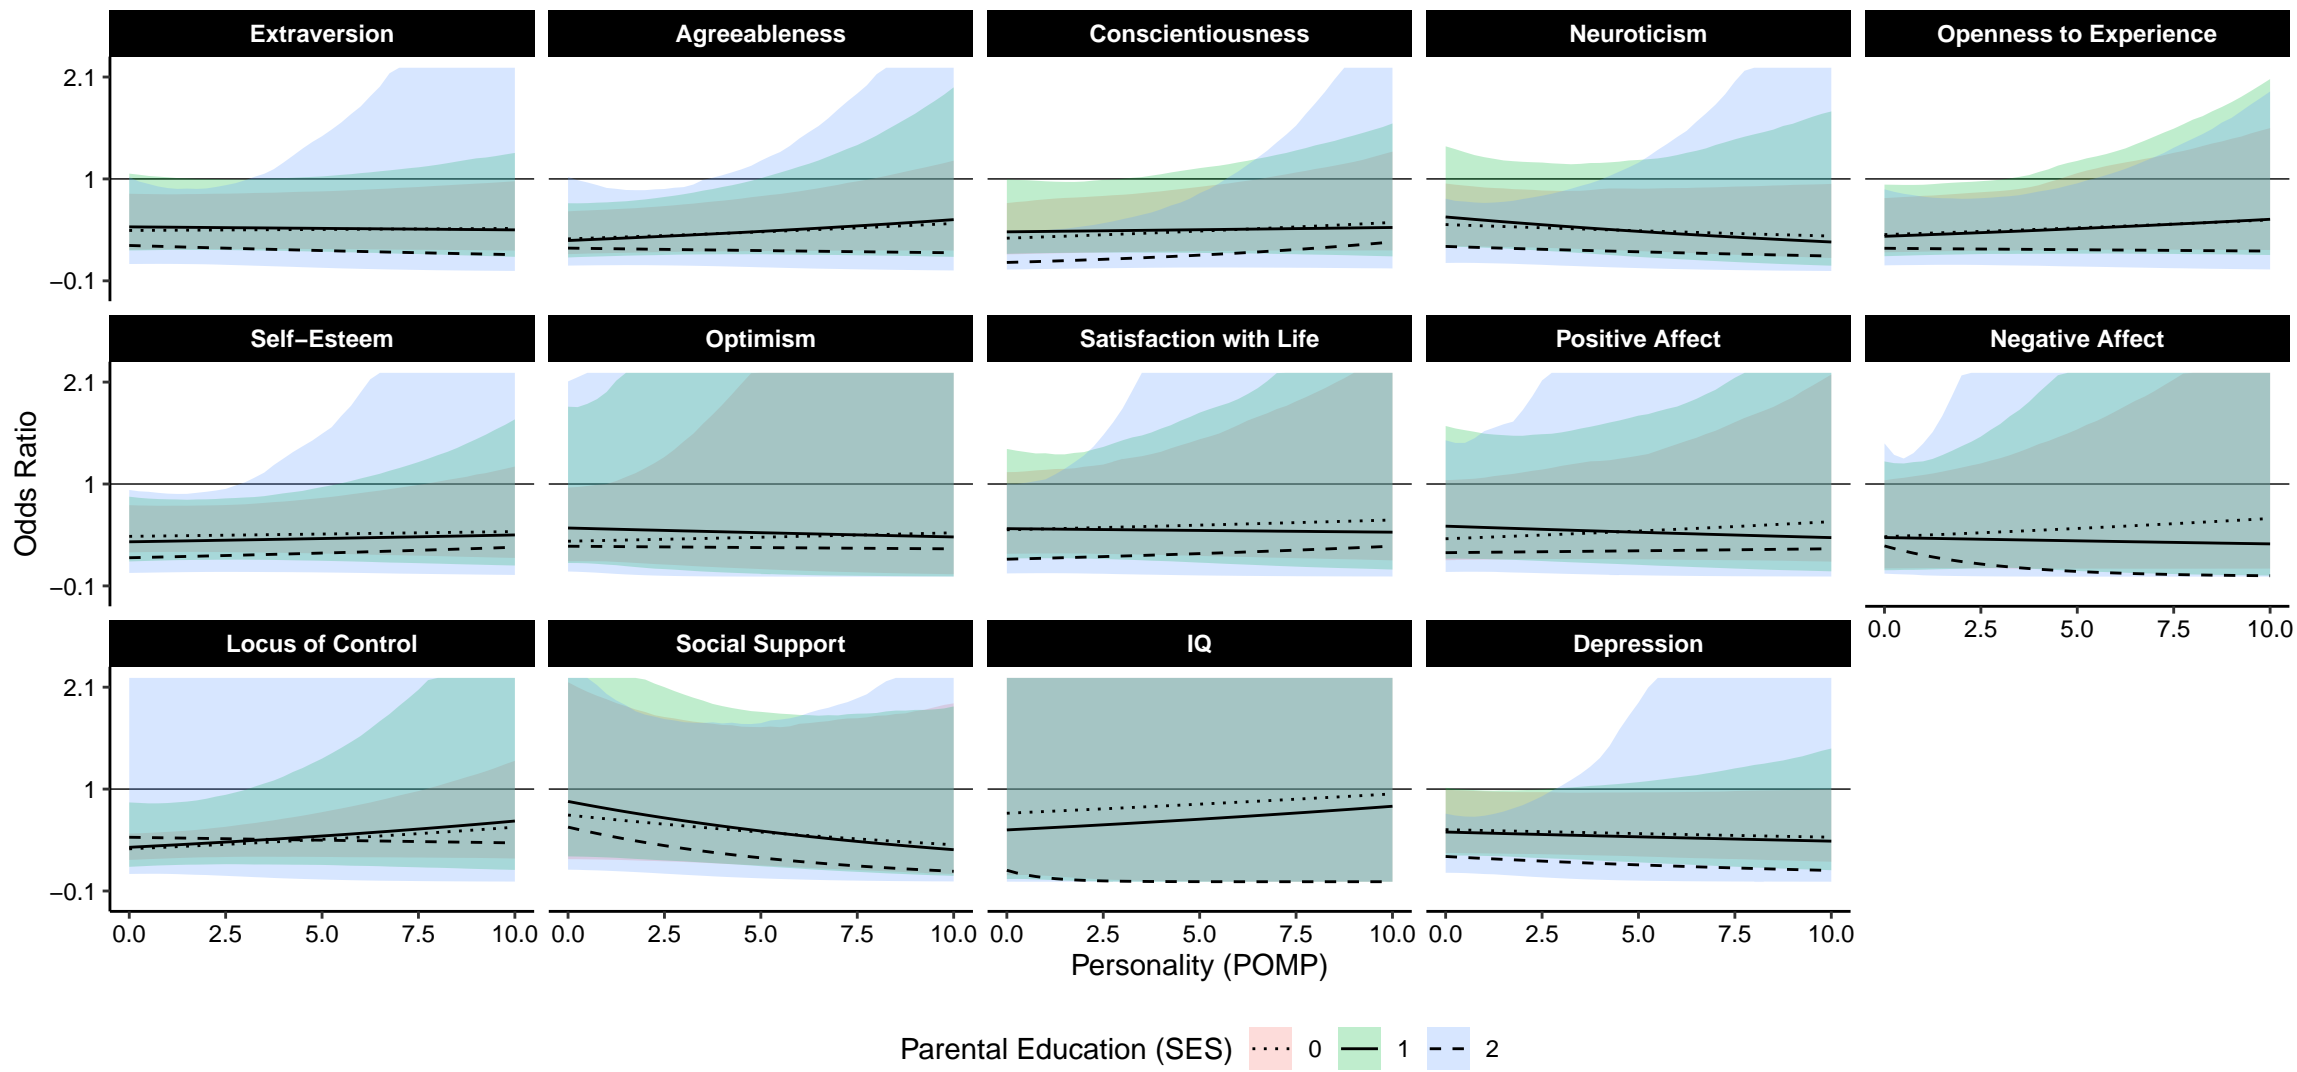 Extraversion
Agreeableness
Conscientiousness
Neuroticism
Openness to Experience
2.1
1
−0.1
Self−Esteem
Optimism
Satisfaction with Life
Positive Affect
Negative Affect
2.1
1
−0.1
0.0 2.5 5.0 7.5 10.0
Odds Ratio
Locus of Control
Social Support
IQ
Depression
2.1
1
−0.1
0.0 2.5 5.0 7.5 10.0
0.0 2.5 5.0 7.5 10.0
0.0 2.5 5.0 7.5 10.0
0.0 2.5 5.0 7.5 10.0
Personality (POMP)
Parental Education (SES) 0 1 2